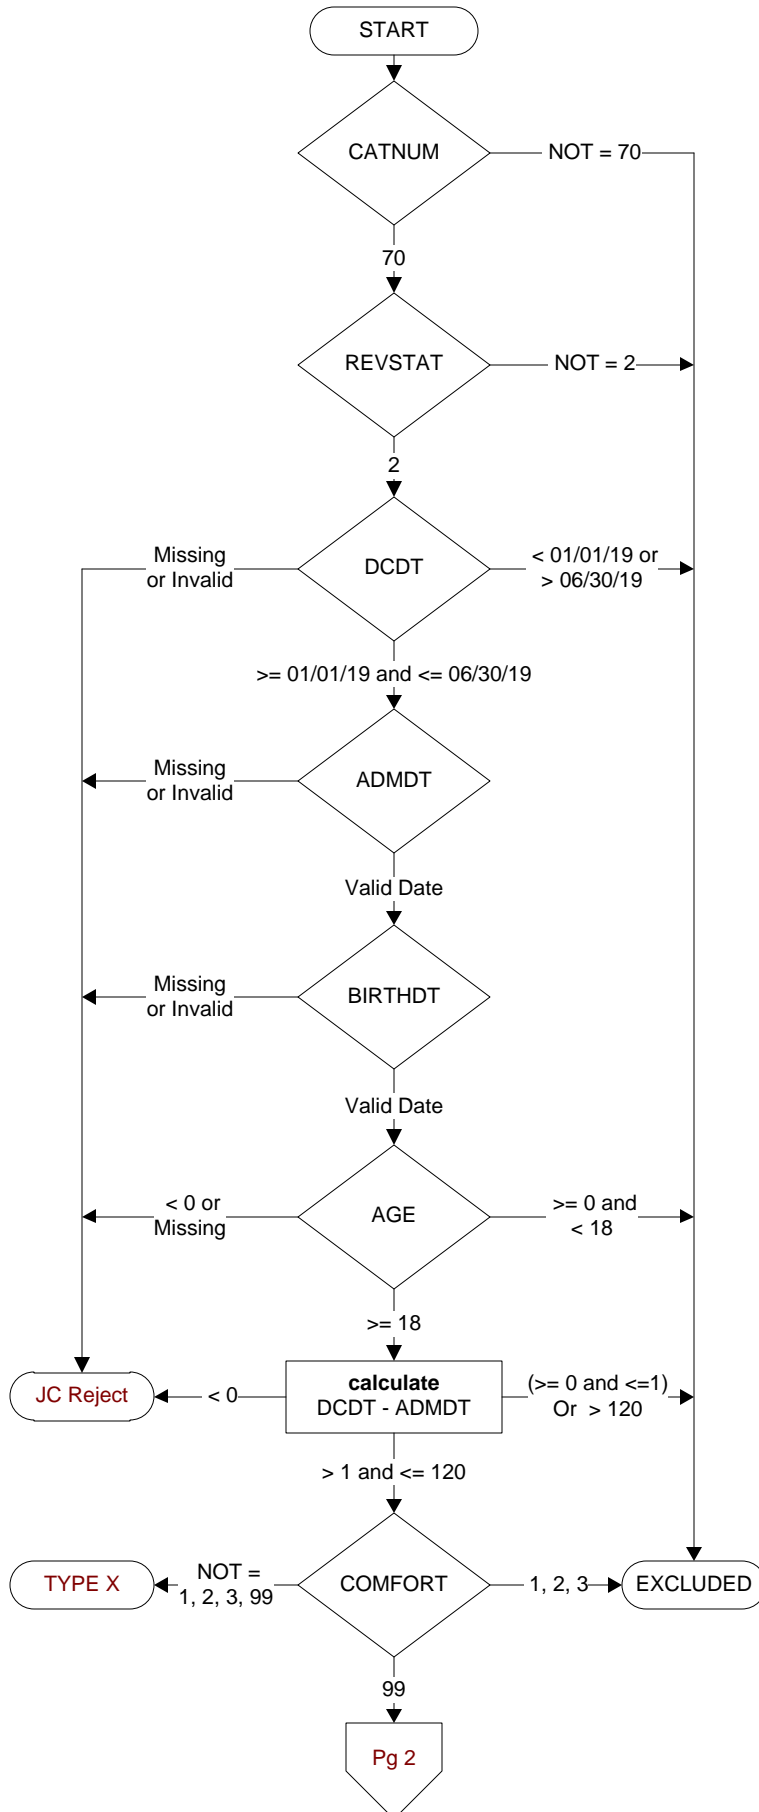 START
CATNUM
NOT = 70
70
REVSTAT
NOT = 2
2
Missing
or Invalid
DCDT
< 01/01/19 or
> 06/30/19
>= 01/01/19 and <= 06/30/19
Missing
or Invalid
ADMDT
Valid Date
Missing
or Invalid
BIRTHDT
Valid Date
< 0 or
Missing
AGE
>= 0 and
< 18
>= 18
JC Reject
< 0
calculate
DCDT - ADMDT
(>= 0 and <=1)
Or > 120
> 1 and <= 120
TYPE X
NOT =
1, 2, 3, 99
COMFORT
1, 2, 3
EXCLUDED
99
Pg 2